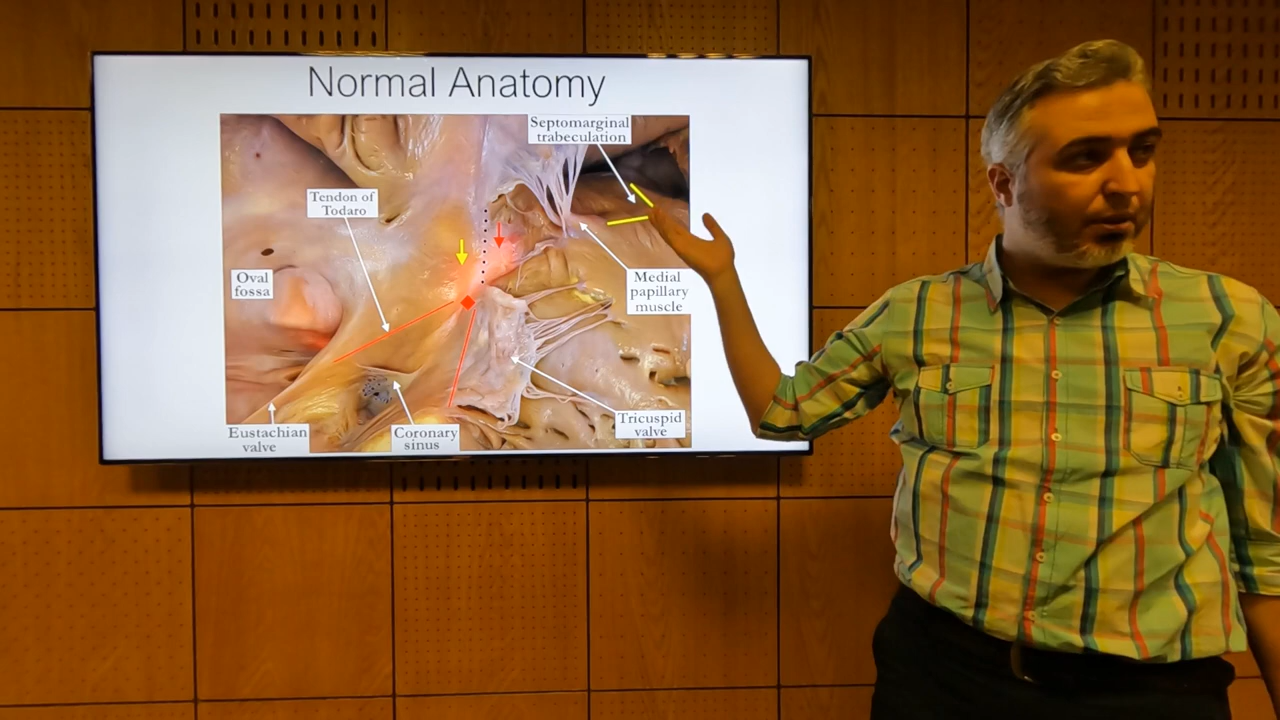 Normal Anatomy
Septomarginal
trabeculation
Tendon of
Todaro
Oval
fossa
Medial
papillary
muscle
Eustachian
valve
Coronary
sinus
Tricuspid
valve